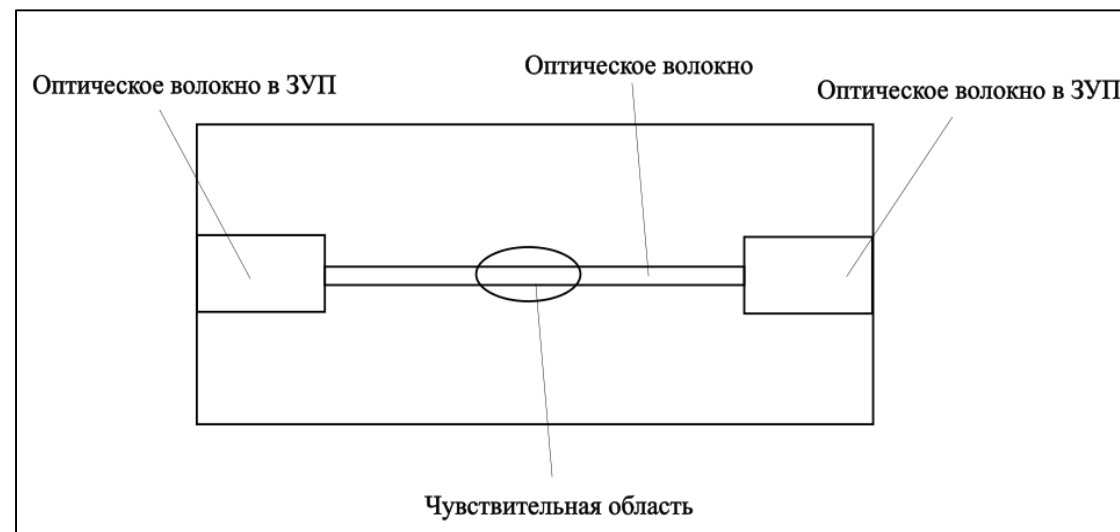 Оптическое волокно
Оптическое волокно в ЗУП
Оптическое волокно в ЗУП
Чувствительная область